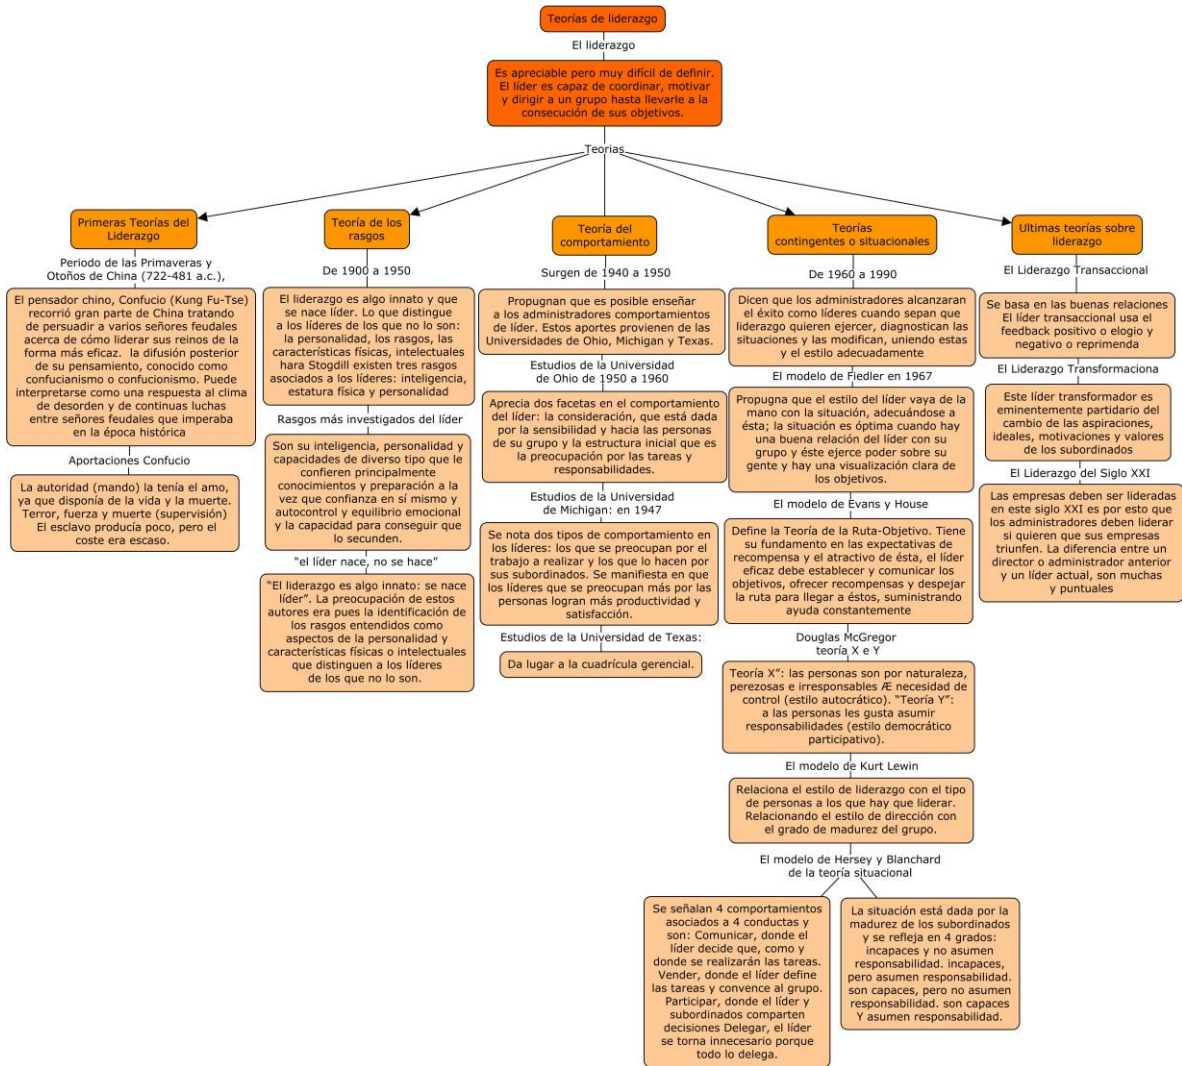 Teorías de liderazgo
El liderazgo
Es apreciable pero muy difícil de definir.
El líder es capaz de coordinar, motivar
y dirigir a un grupo hasta llevarle a la
consecución de sus objetivos.
Teorias
Primeras Teorías del
Liderazgo
Periodo de las Primaveras y
Otoños de China (722-481 a.c.),
El pensador chino, Confucio (Kung Fu-Tse)
recorrió gran parte de China tratando
de persuadir a varios señores feudales
acerca de cómo liderar sus reinos de la
forma más eficaz. la difusión posterior
de su pensamiento, conocido como
confucianismo o confucionismo. Puede
interpretarse como una respuesta al clima
de desorden y de continuas luchas
entre señores feudales que imperaba
en la época histórica
Aportaciones Confucio
La autoridad (mando) la tenía el amo,
ya que disponía de la vida y la muerte.
Terror, fuerza y muerte (supervisión)
El esclavo producía poco, pero el
coste era escaso.
Teoría de los
rasgos
De 1900 a 1950
El liderazgo es algo innato y que
se nace líder. Lo que distingue
a los líderes de los que no lo son:
la personalidad, los rasgos, las
características físicas, intelectuales
hara Stogdill existen tres rasgos
asociados a los líderes: inteligencia,
estatura física y personalidad
Rasgos más investigados del líder
Son su inteligencia, personalidad y
capacidades de diverso tipo que le
confieren principalmente
conocimientos y preparación a la
vez que confianza en sí mismo y
autocontrol y equilibrio emocional
y la capacidad para conseguir que
lo secunden.
“el líder nace, no se hace”
“El liderazgo es algo innato: se nace
líder”. La preocupación de estos
autores era pues la identificación de
los rasgos entendidos como
aspectos de la personalidad y
características físicas o intelectuales
que distinguen a los líderes
de los que no lo son.
Teoría del
comportamiento
Surgen de 1940 a 1950
Propugnan que es posible enseñar
a los administradores comportamientos
de líder. Estos aportes provienen de las
Universidades de Ohio, Michigan y Texas.
Estudios de la Universidad
de Ohio de 1950 a 1960
Aprecia dos facetas en el comportamiento
del líder: la consideración, que está dada
por la sensibilidad y hacia las personas
de su grupo y la estructura inicial que es
la preocupación por las tareas y
responsabilidades.
Estudios de la Universidad
de Michigan: en 1947
Se nota dos tipos de comportamiento en
los líderes: los que se preocupan por el
trabajo a realizar y los que lo hacen por
sus subordinados. Se manifiesta en que
los líderes que se preocupan más por las
personas logran más productividad y
satisfacción.
Estudios de la Universidad de Texas:
Da lugar a la cuadrícula gerencial.
Teorías
contingentes o situacionales
De 1960 a 1990
Dicen que los administradores alcanzaran
el éxito como líderes cuando sepan que
liderazgo quieren ejercer, diagnostican las
situaciones y las modifican, uniendo estas
y el estilo adecuadamente
El modelo de Fiedler en 1967
Propugna que el estilo del líder vaya de la
mano con la situación, adecuándose a
ésta; la situación es óptima cuando hay
una buena relación del líder con su
grupo y éste ejerce poder sobre su
gente y hay una visualización clara de
los objetivos.
El modelo de Evans y House
Define la Teoría de la Ruta-Objetivo. Tiene
su fundamento en las expectativas de
recompensa y el atractivo de ésta, el líder
eficaz debe establecer y comunicar los
objetivos, ofrecer recompensas y despejar
la ruta para llegar a éstos, suministrando
ayuda constantemente
Douglas McGregor
teoría X e Y
Teoría X”: las personas son por naturaleza,
perezosas e irresponsables Æ necesidad de
control (estilo autocrático). “Teoría Y”:
a las personas les gusta asumir
responsabilidades (estilo democrático
participativo).
El modelo de Kurt Lewin
Relaciona el estilo de liderazgo con el tipo
de personas a los que hay que liderar.
Relacionando el estilo de dirección con
el grado de madurez del grupo.
El modelo de Hersey y Blanchard
de la teoría situacional
Se señalan 4 comportamientos
asociados a 4 conductas y
son: Comunicar, donde el
líder decide que, como y
donde se realizarán las tareas.
Vender, donde el líder define
las tareas y convence al grupo.
Participar, donde el líder y
subordinados comparten
decisiones Delegar, el líder
se torna innecesario porque
todo lo delega.
La situación está dada por la
madurez de los subordinados
y se refleja en 4 grados:
incapaces y no asumen
responsabilidad. incapaces,
pero asumen responsabilidad.
son capaces, pero no asumen
responsabilidad. son capaces
Y asumen responsabilidad.
Ultimas teorías sobre
liderazgo
El Liderazgo Transaccional
Se basa en las buenas relaciones
El líder transaccional usa el
feedback positivo o elogio y
negativo o reprimenda
El Liderazgo Transformaciona
Este líder transformador es
eminentemente partidario del
cambio de las aspiraciones,
ideales, motivaciones y valores
de los subordinados
El Liderazgo del Siglo XXI
Las empresas deben ser lideradas
en este siglo XXI es por esto que
los administradores deben liderar
si quieren que sus empresas
triunfen. La diferencia entre un
director o administrador anterior
y un líder actual, son muchas
y puntuales